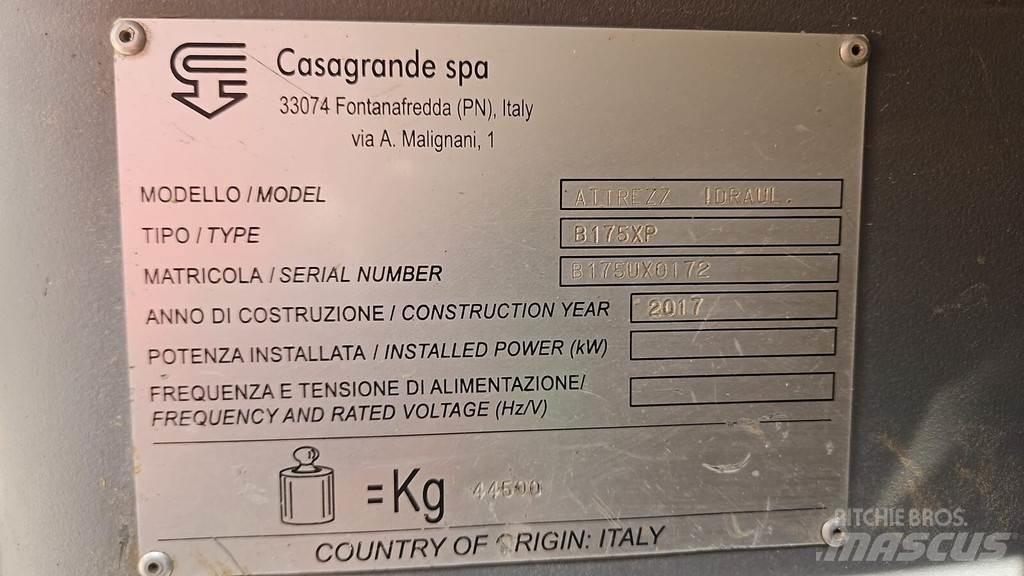 Casagrande spa
33074 Fontanafredda (PN), Italy
via A. Malignani, 1
MODELLO / MODEL ATTREZZ IDRAUL.
TIPO / TYPE B175XP
MATRICOLA / SERIAL NUMBER B175UX0172
ANNO DI COSTRUZIONE / CONSTRUCTION YEAR 2017
POTENZA INSTALLATA / INSTALLED POWER (kW)
FREQUENZA E TENSIONE DI ALIMENTAZIONE/
FREQUENCY AND RATED VOLTAGE (Hz/V)
=Kg 44500
COUNTRY OF ORIGIN: ITALY
RITCHIE BROS.
MASCUS